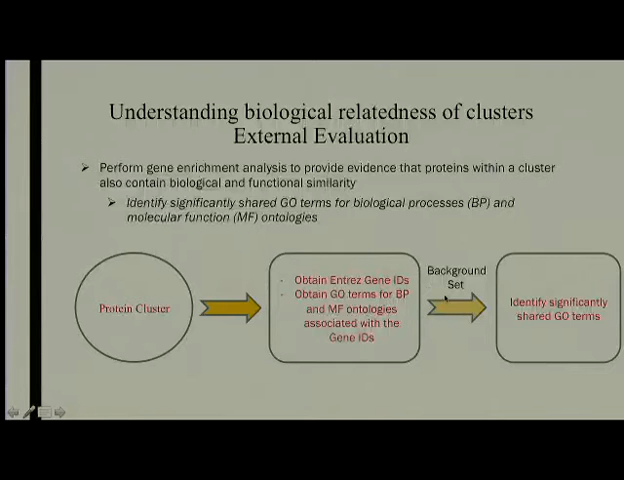 Understanding biological relatedness of clusters
External Evaluation
Perform gene enrichment analysis to provide evidence that proteins within a cluster
also contain biological and functional similarity
Identify significantly shared GO terms for biological processes (BP) and
molecular function (MF) ontologies
Protein Cluster
Obtain Entrez Gene IDs
Obtain GO terms for BP
and MF ontologies
associated with the
Gene IDs
Background
Set
Identify significantly
shared GO terms